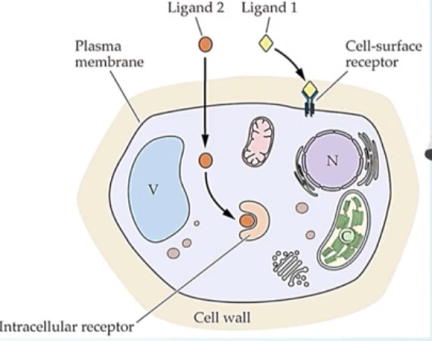 Ligand 2 Ligand 1
Plasma
membrane
Cell-surface
receptor
N
V
C
Intracellular receptor
Cell wall